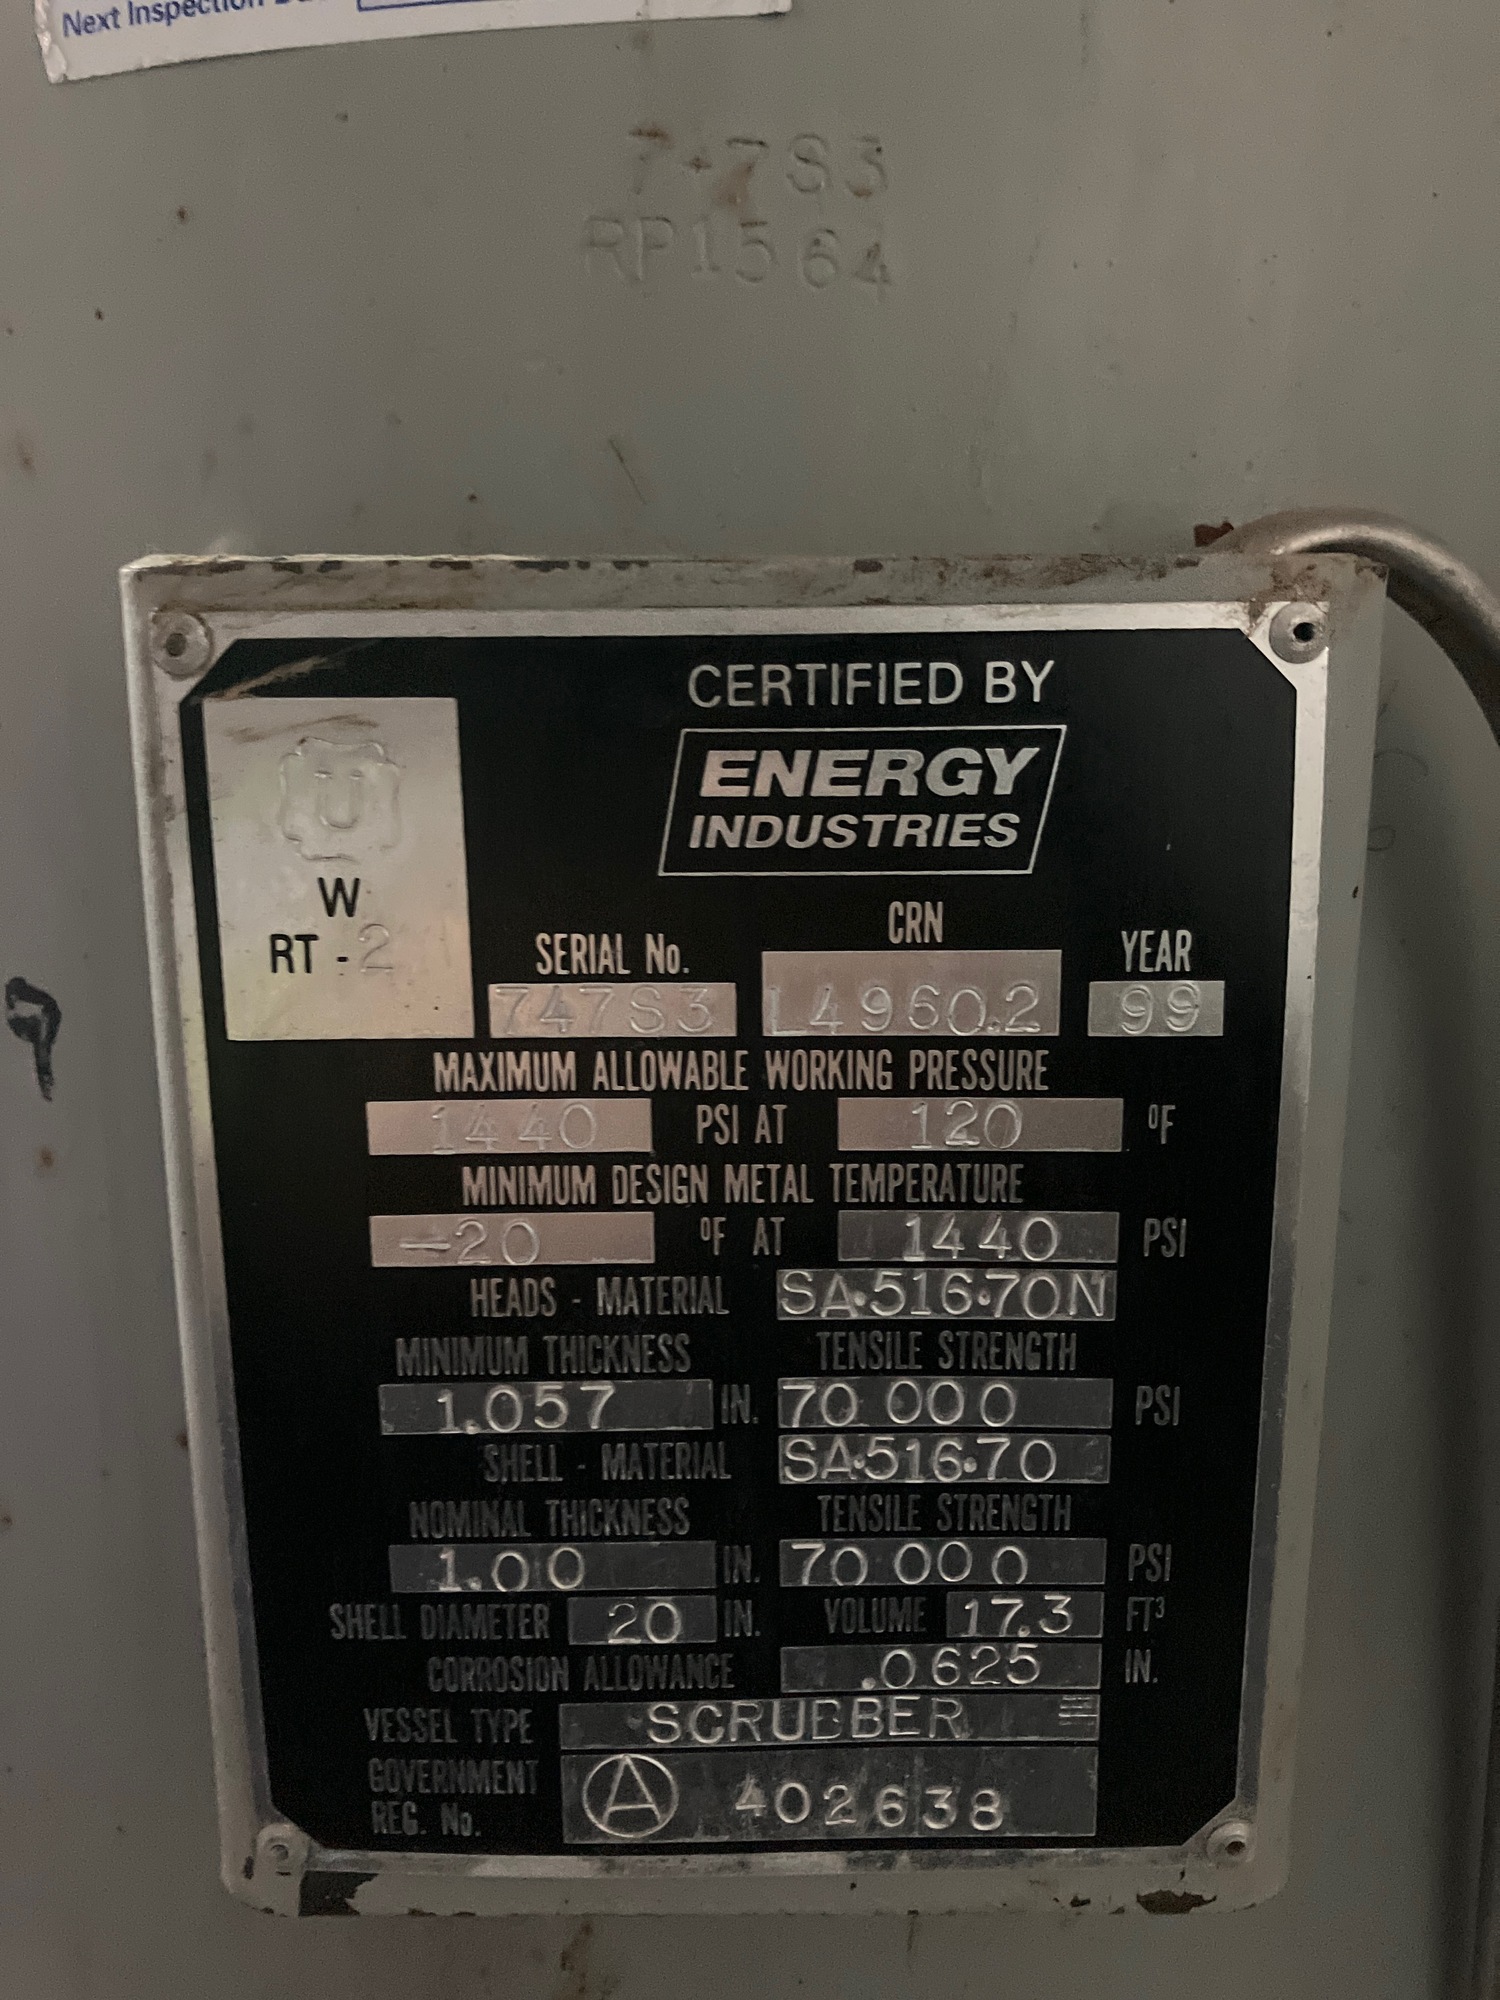 Next Inspection
7·7S3
RP1564
CERTIFIED BY
ENERGY
INDUSTRIES
U
W
RT - 2
SERIAL No. CRN YEAR
747S3 L4960.2 99
MAXIMUM ALLOWABLE WORKING PRESSURE
1440 PSI AT 120 ºF
MINIMUM DESIGN METAL TEMPERATURE
-20 ºF AT 1440 PSI
HEADS - MATERIAL SA·516·70N
MINIMUM THICKNESS TENSILE STRENGTH
1.057 IN. 70 000 PSI
SHELL - MATERIAL SA·516·70
NOMINAL THICKNESS TENSILE STRENGTH
1.00 IN. 70 000 PSI
SHELL DIAMETER 20 IN. VOLUME 17.3 FT³
CORROSION ALLOWANCE .0625 IN.
VESSEL TYPE SCRUBBER
GOVERNMENT
REG. No. A 402638